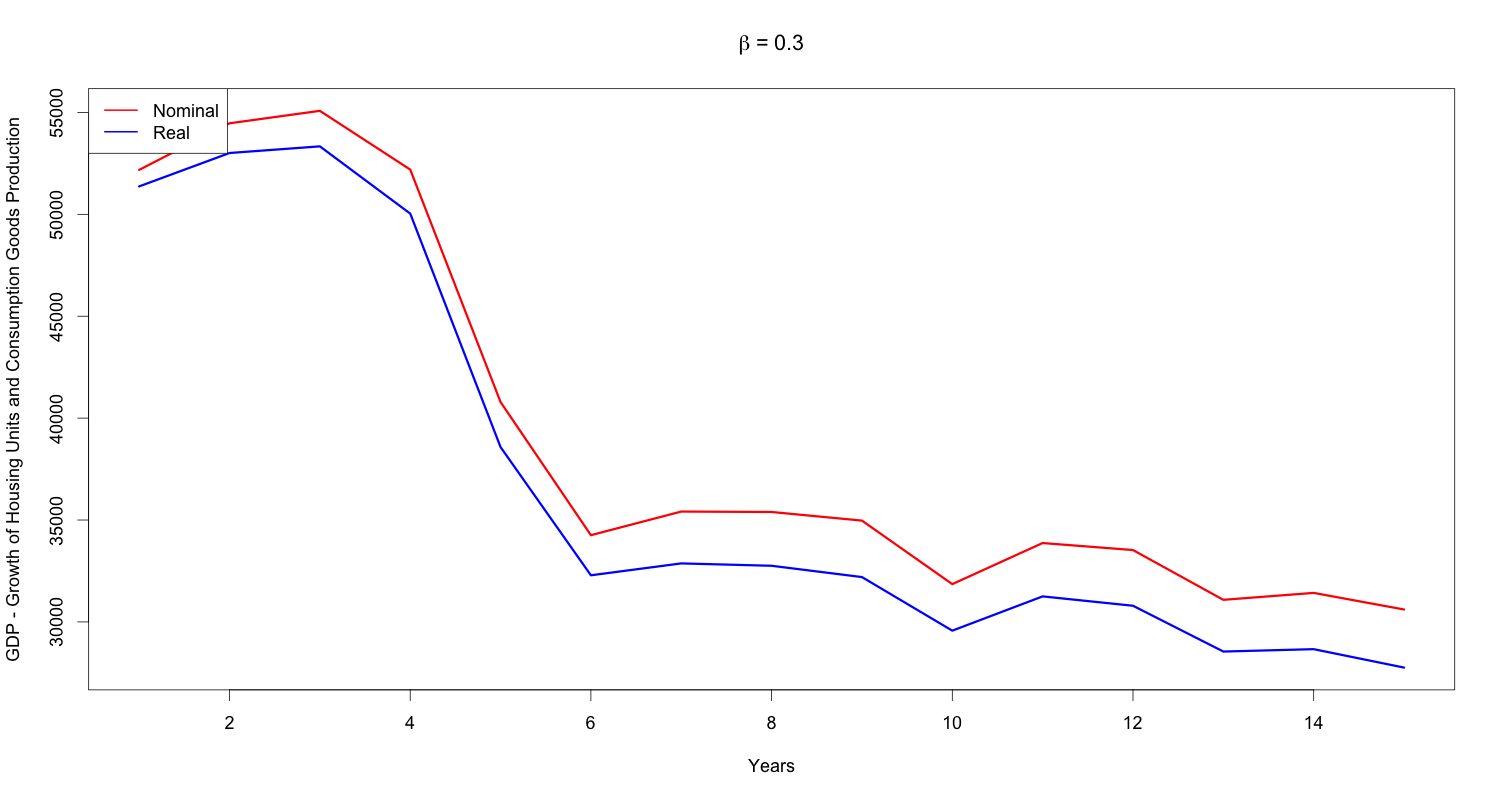 β = 0.3
Nominal
Real
GDP - Growth of Housing Units and Consumption Goods Production
55000
50000
45000
40000
35000
30000
2 4 6 8 10 12 14
Years